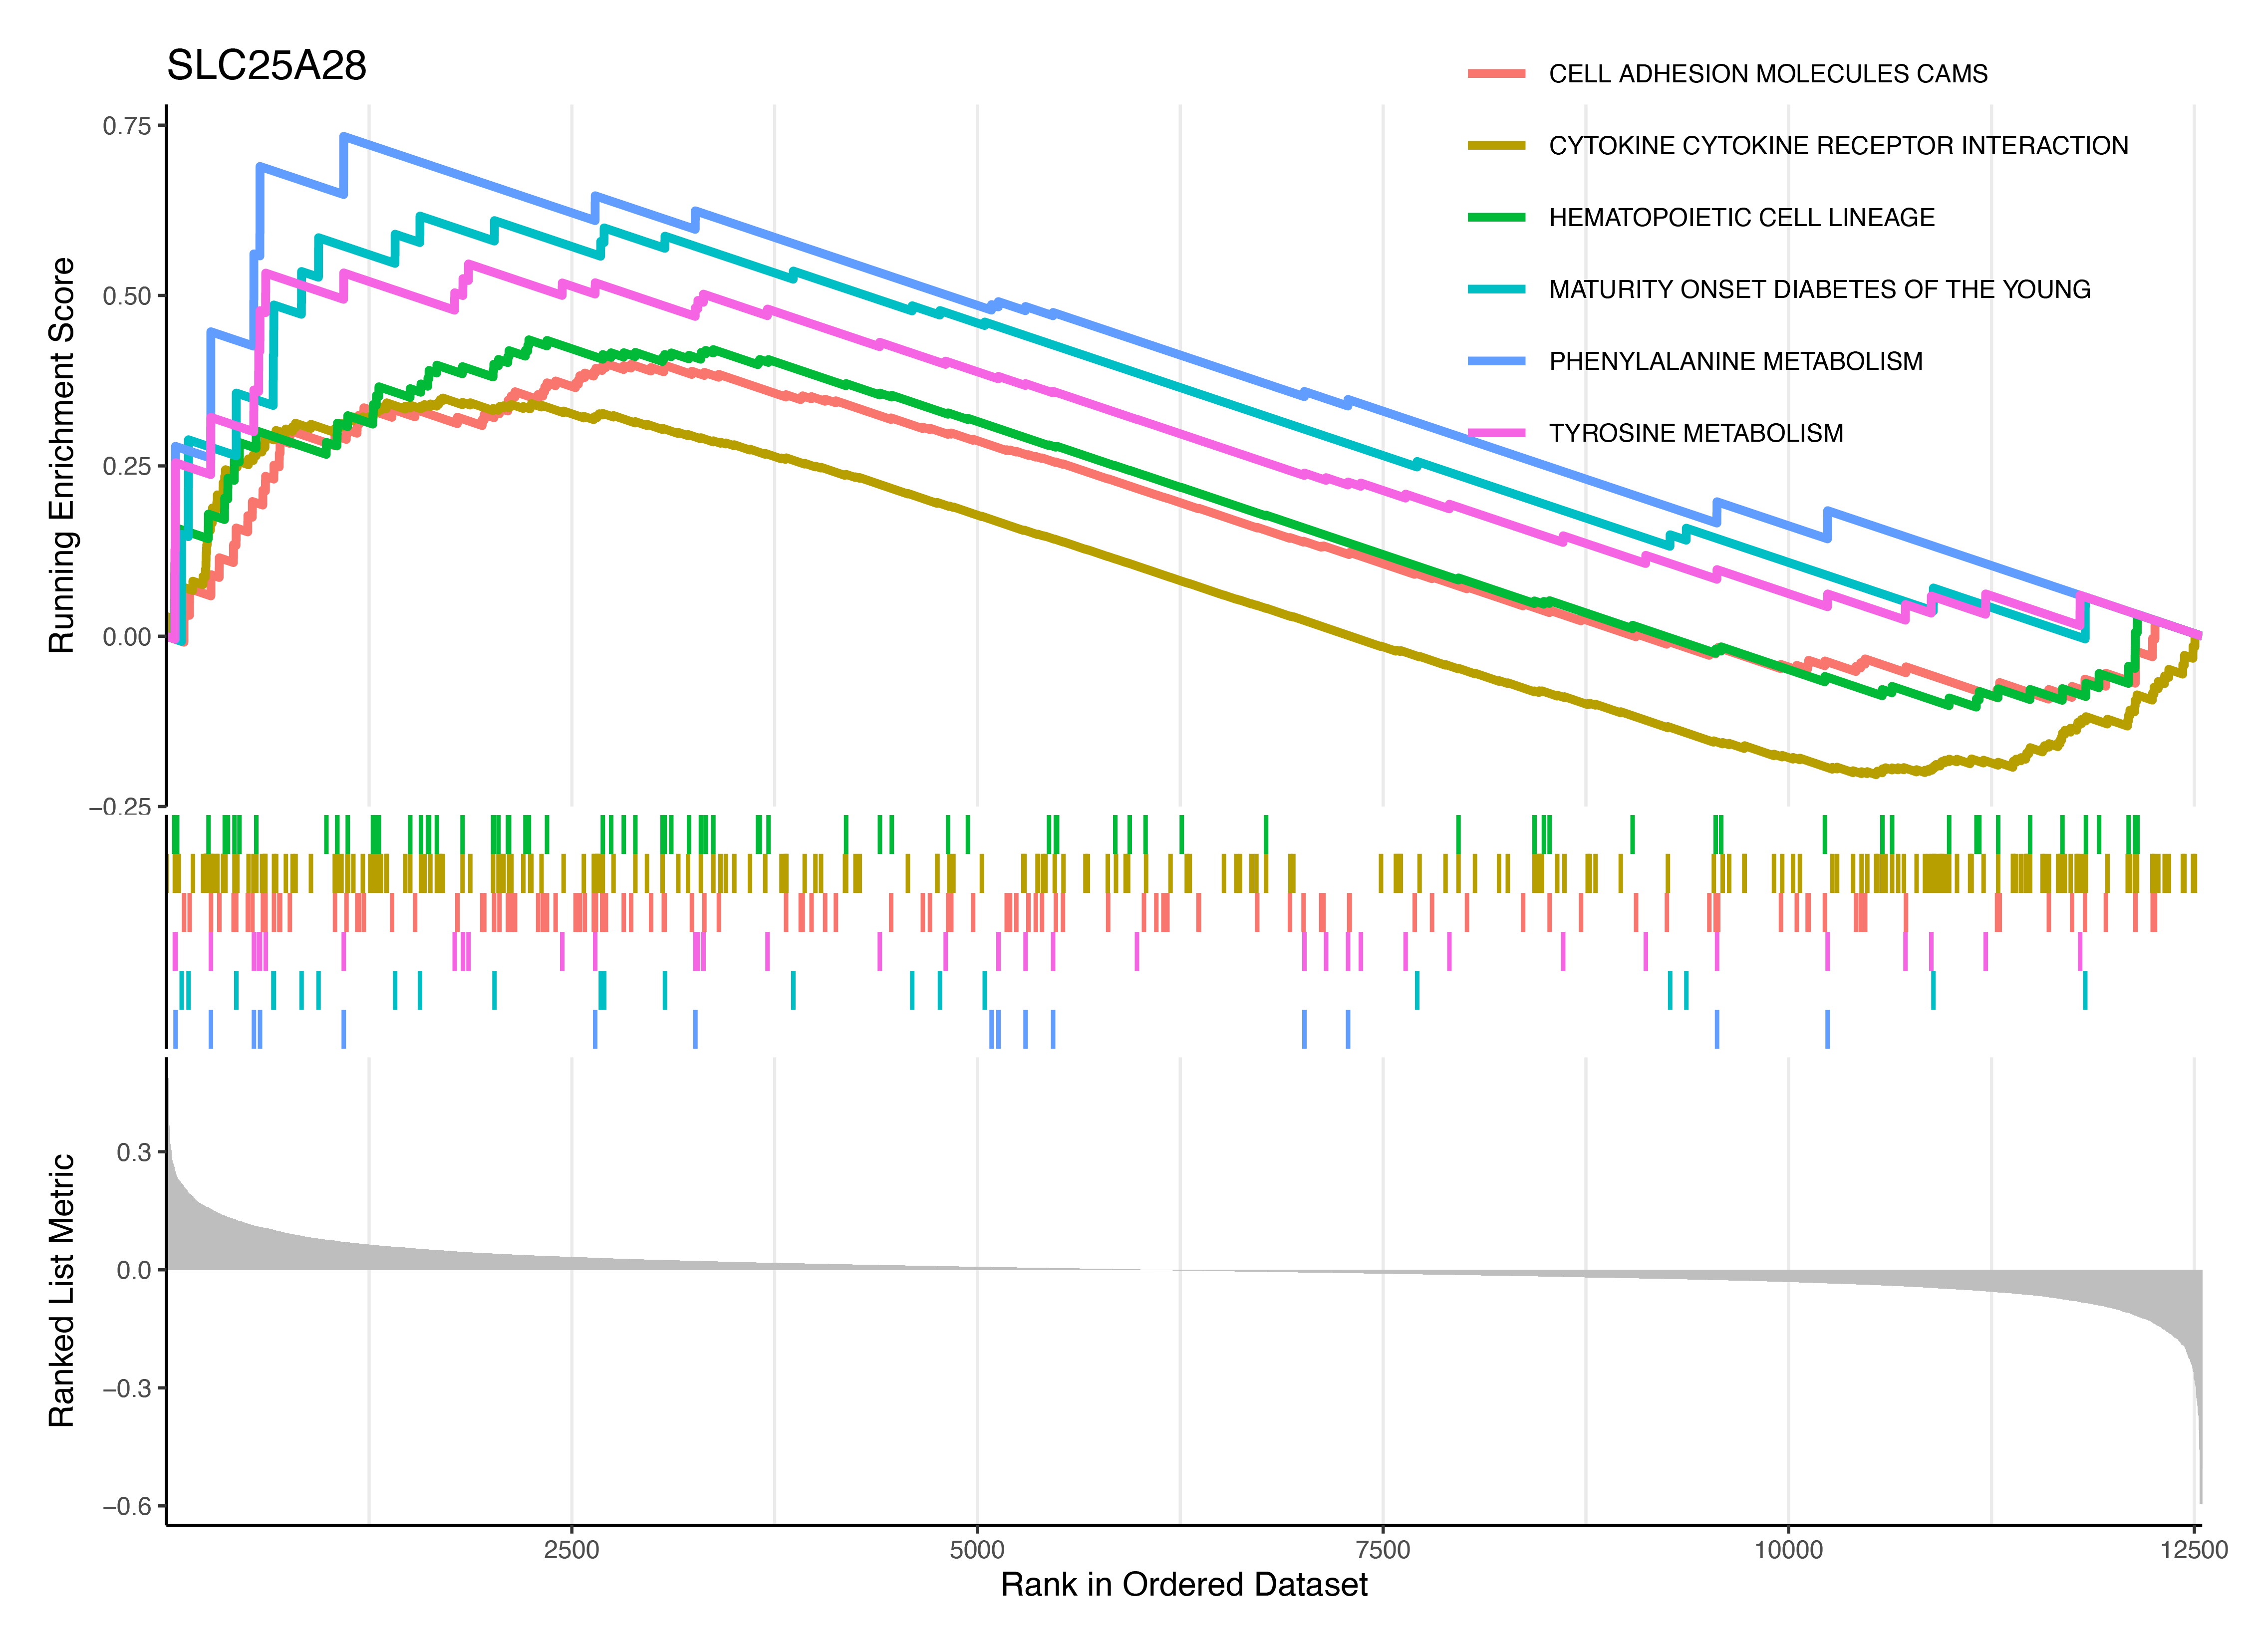 SLC25A28
CELL ADHESION MOLECULES CAMS
CYTOKINE CYTOKINE RECEPTOR INTERACTION
HEMATOPOIETIC CELL LINEAGE
MATURITY ONSET DIABETES OF THE YOUNG
PHENYLALANINE METABOLISM
TYROSINE METABOLISM
Running Enrichment Score
0.75
0.50
0.25
0.00
−0.25
Ranked List Metric
0.3
0.0
−0.3
−0.6
2500 5000 7500 10000 12500
Rank in Ordered Dataset